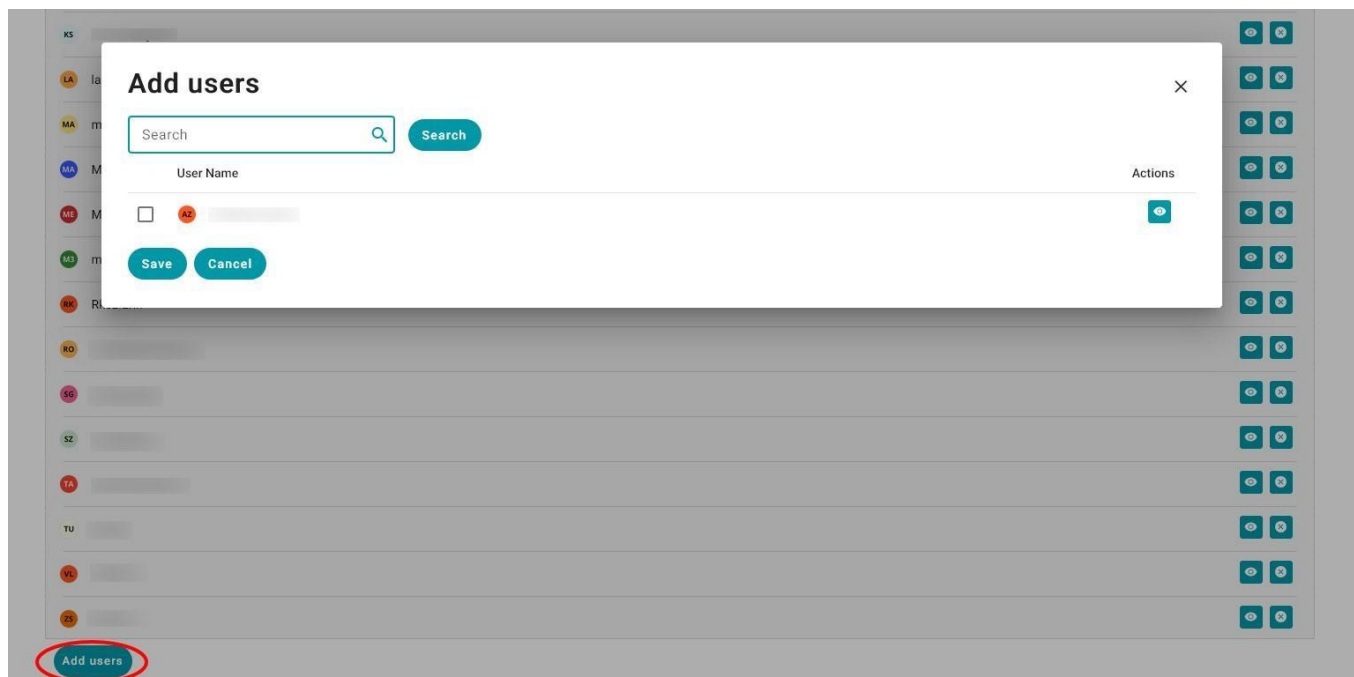 KS
LA la
Add users
MA m
Search
Search
MA M
User Name
Actions
ME M
AZ
M3 m
Save
Cancel
RK
RO
SG
SZ
TA
TU
VL
ZS
Add users